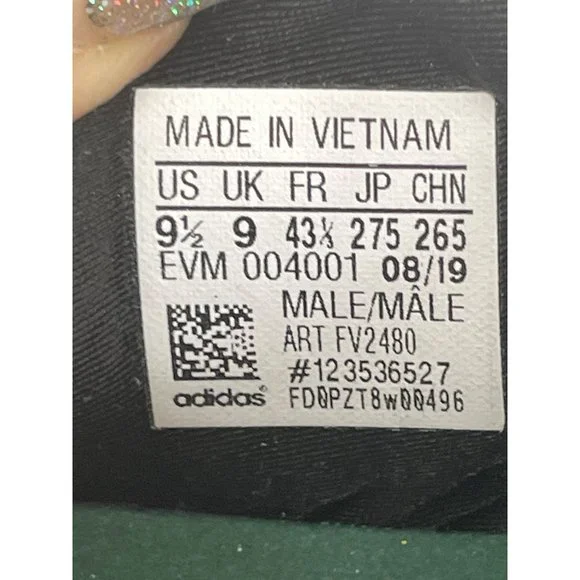 MADE IN VIETNAM
US UK FR JP CHN
9½ 9 43⅓ 275 265
EVM 004001 08/19
MALE/MÂLE
ART FV2480
#123536527
adidas® FD0PZT8w00496